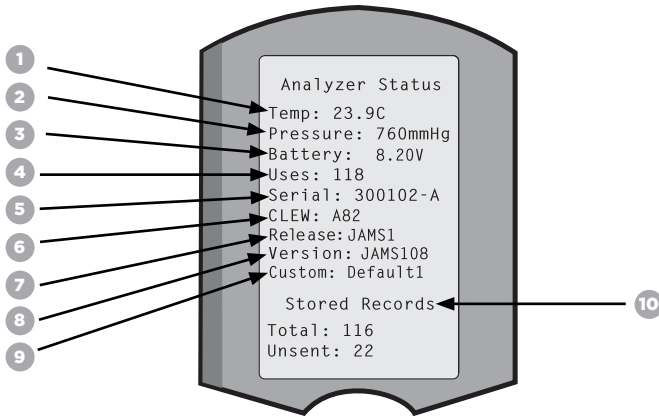 1
2
3
4
5
6
7
8
9
10
Analyzer Status
Temp: 23.9C
Pressure: 760mmHg
Battery: 8.20V
Uses: 118
Serial: 300102-A
CLEW: A82
Release: JAMS1
Version: JAMS108
Custom: Default1
Stored Records
Total: 116
Unsent: 22